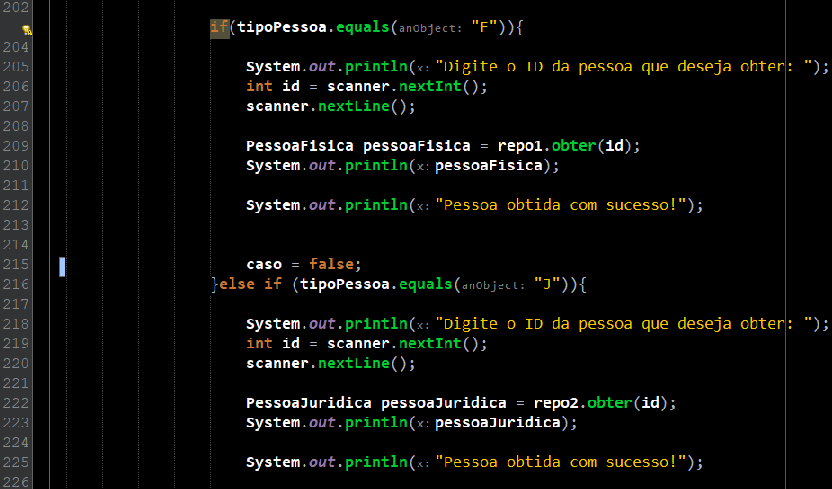 202
if(tipoPessoa.equals(anObject: "F")){
204
205 System.out.println(x: "Digite o ID da pessoa que deseja obter: ");
206 int id = scanner.nextInt();
207 scanner.nextLine();
208
209 PessoaFisica pessoaFisica = repo1.obter(id);
210 System.out.println(x: pessoaFisica);
211
212 System.out.println(x: "Pessoa obtida com sucesso!");
213
214
215 caso = false;
216 }else if (tipoPessoa.equals(anObject: "J")){
217
218 System.out.println(x: "Digite o ID da pessoa que deseja obter: ");
219 int id = scanner.nextInt();
220 scanner.nextLine();
221
222 PessoaJuridica pessoaJuridica = repo2.obter(id);
223 System.out.println(x: pessoaJuridica);
224
225 System.out.println(x: "Pessoa obtida com sucesso!");
226